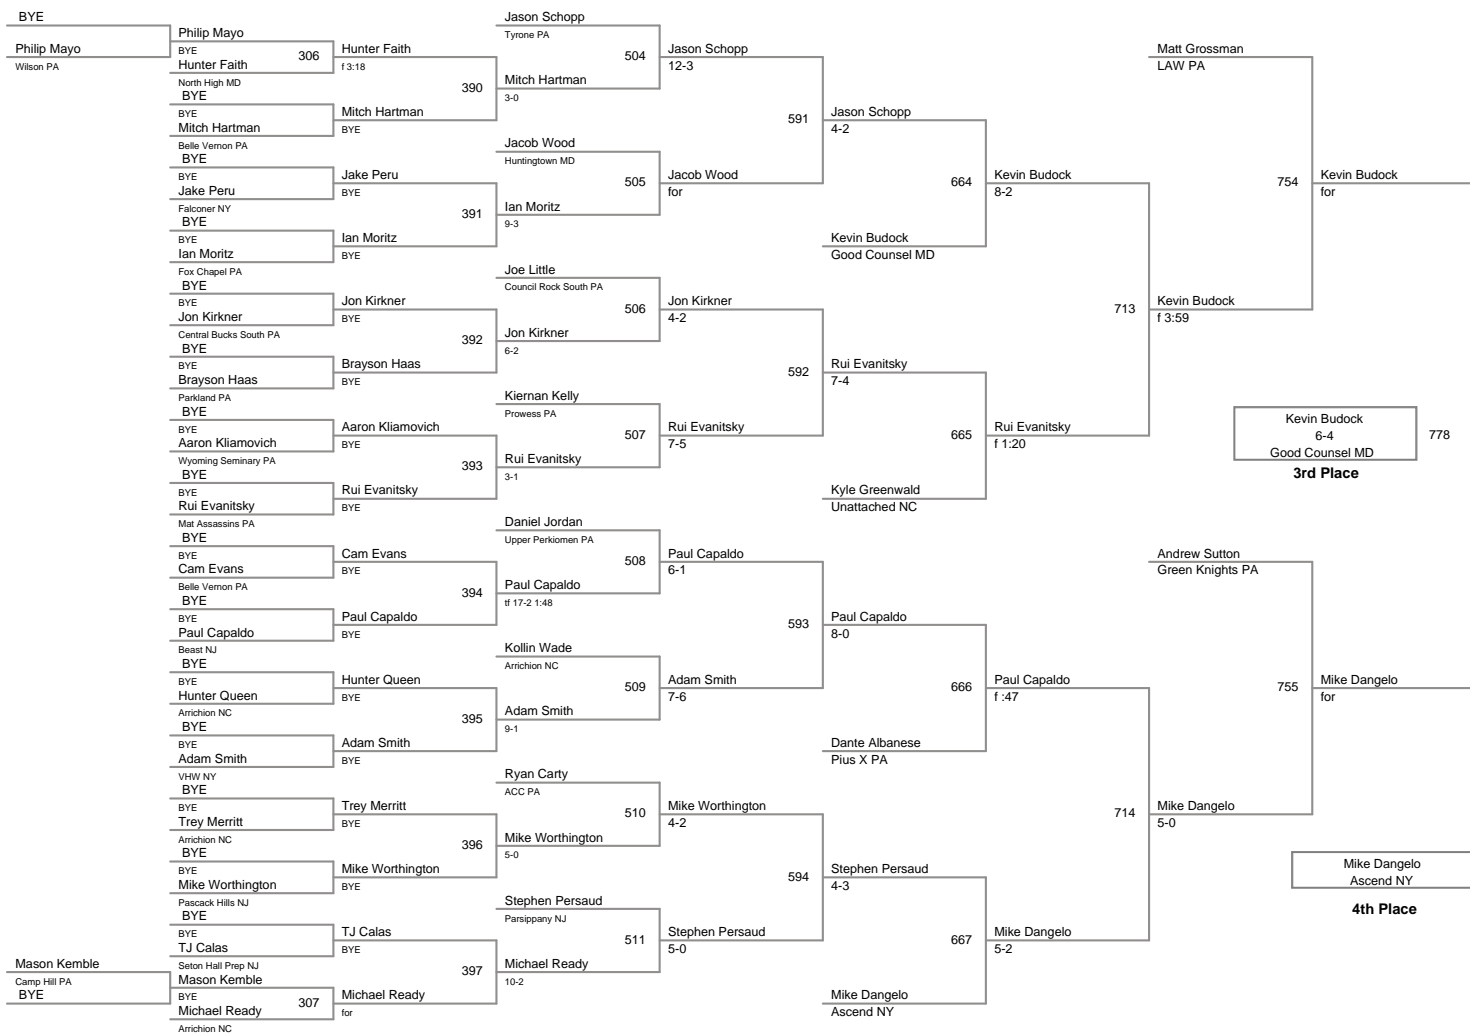 BYE
Philip Mayo
Wilson PA
Mason Kemble
Camp Hill PA
BYE
Philip Mayo
BYE
306
Hunter Faith
North High MD
BYE
BYE
Mitch Hartman
Belle Vernon PA
BYE
BYE
Jake Peru
Falconer NY
BYE
BYE
Ian Moritz
Fox Chapel PA
BYE
BYE
Jon Kirkner
Central Bucks South PA
BYE
BYE
Brayson Haas
Parkland PA
BYE
BYE
Aaron Kliamovich
Wyoming Seminary PA
BYE
BYE
Rui Evanitsky
Mat Assassins PA
BYE
BYE
Cam Evans
Belle Vernon PA
BYE
BYE
Paul Capaldo
Beast NJ
BYE
BYE
Hunter Queen
Arrichion NC
BYE
BYE
Adam Smith
VHW NY
BYE
BYE
Trey Merritt
Arrichion NC
BYE
BYE
Mike Worthington
Pascack Hills NJ
BYE
BYE
TJ Calas
Seton Hall Prep NJ
Mason Kemble
BYE
307
Michael Ready
Arrichion NC
Hunter Faith
f 3:18
390
Mitch Hartman
BYE
Jake Peru
BYE
391
Ian Moritz
BYE
Jon Kirkner
BYE
392
Brayson Haas
BYE
Aaron Kliamovich
BYE
393
Rui Evanitsky
BYE
Cam Evans
BYE
394
Paul Capaldo
BYE
Hunter Queen
BYE
395
Adam Smith
BYE
Trey Merritt
BYE
396
Mike Worthington
BYE
TJ Calas
BYE
397
Michael Ready
for
Jason Schopp
Tyrone PA
504
Mitch Hartman
3-0
Jacob Wood
Huntingtown MD
505
Ian Moritz
9-3
Joe Little
Council Rock South PA
506
Jon Kirkner
6-2
Kiernan Kelly
Prowess PA
507
Rui Evanitsky
3-1
Daniel Jordan
Upper Perkiomen PA
508
Paul Capaldo
tf 17-2 1:48
Kollin Wade
Arrichion NC
509
Adam Smith
9-1
Ryan Carty
ACC PA
510
Mike Worthington
5-0
Stephen Persaud
Parsippany NJ
511
Michael Ready
10-2
Jason Schopp
12-3
591
Jacob Wood
for
Jon Kirkner
4-2
592
Rui Evanitsky
7-5
Paul Capaldo
6-1
593
Adam Smith
7-6
Mike Worthington
4-2
594
Stephen Persaud
5-0
Jason Schopp
4-2
664
Kevin Budock
Good Counsel MD
Rui Evanitsky
7-4
665
Kyle Greenwald
Unattached NC
Paul Capaldo
8-0
666
Dante Albanese
Pius X PA
Stephen Persaud
4-3
667
Mike Dangelo
Ascend NY
Kevin Budock
8-2
713
Rui Evanitsky
f 1:20
Paul Capaldo
f :47
714
Mike Dangelo
5-2
Matt Grossman
LAW PA
754
Kevin Budock
f 3:59
Andrew Sutton
Green Knights PA
755
Mike Dangelo
5-0
Kevin Budock
for
Kevin Budock
6-4
778
Good Counsel MD
3rd Place
Mike Dangelo
for
Mike Dangelo
Ascend NY
4th Place